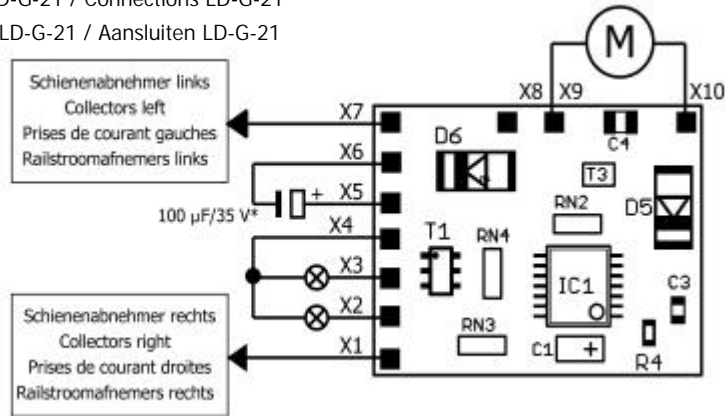 LD-G-21 / Connections LD-G-21
LD-G-21 / Aansluiten LD-G-21
Schienenabnehmer links
Collectors left
Prises de courant gauches
Railstroomafnemers links
X7
X6
X5
+
100 µF/35 V*
X4
X3
X2
X1
Schienenabnehmer rechts
Collectors right
Prises de courant droites
Railstroomafnemers rechts
M
X8 X9
X10
D6
C4
T3
RN2
D5
T1
RN4
IC1
C3
RN3
C1
+
R4